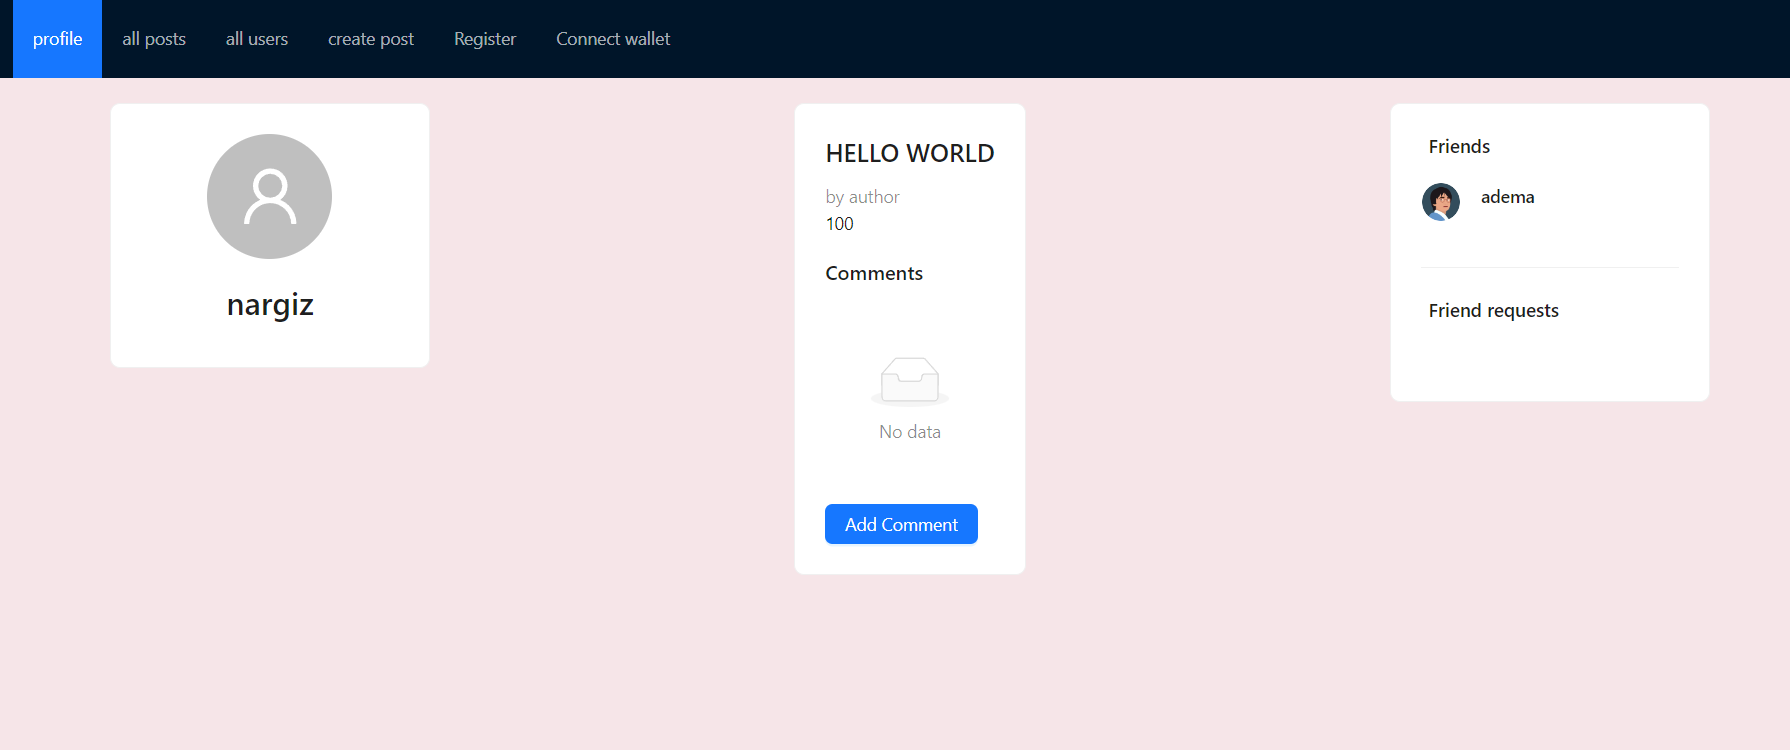 profile all posts all users create post Register Connect wallet
nargiz
HELLO WORLD
by author
100
Comments
No data
Add Comment
Friends
adema
Friend requests